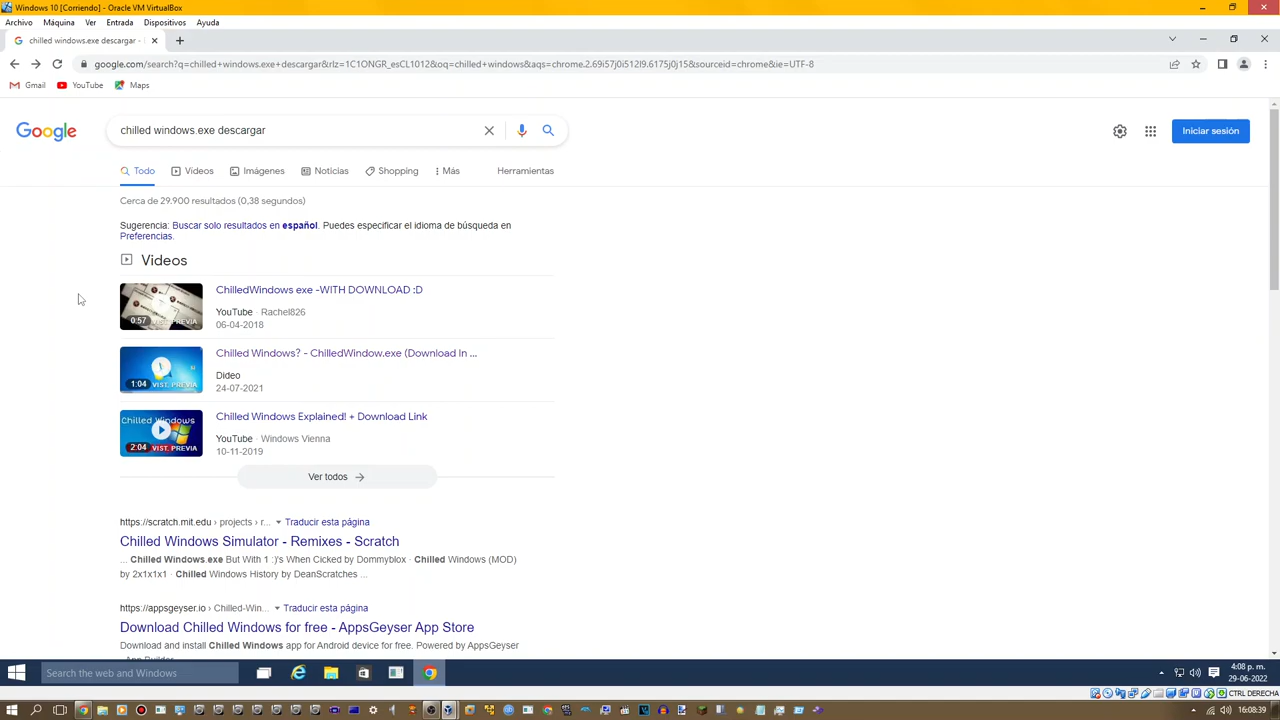 Windows 10 [Corriendo] - Oracle VM VirtualBox
Archivo Máquina Ver Entrada Dispositivos Ayuda
chilled windows.exe descargar -
google.com/search?q=chilled+windows.exe+descargar&rlz=1C1ONGR_esCL1012&oq=chilled+windows&aqs=chrome.2.69i57j0i512l9.6175j0j15&sourceid=chrome&ie=UTF-8
Gmail YouTube Maps
Google
chilled windows.exe descargar
Iniciar sesión
Todo Vídeos Imágenes Noticias Shopping Más Herramientas
Cerca de 29.900 resultados (0,38 segundos)
Sugerencia: Buscar solo resultados en español. Puedes especificar el idioma de búsqueda en
Preferencias.
Videos
ChilledWindows exe -WITH DOWNLOAD :D
YouTube · Rachel826
06-04-2018
0:57 VIST. PREVIA
Chilled Windows? - ChilledWindow.exe (Download In ...
Dideo
24-07-2021
1:04 VIST. PREVIA
Chilled Windows Explained! + Download Link
YouTube · Windows Vienna
10-11-2019
Chilled Windows
2:04 VIST. PREVIA
Ver todos
https://scratch.mit.edu › projects › r... Traducir esta página
Chilled Windows Simulator - Remixes - Scratch
... Chilled Windows.exe But With 1 :)'s When Cicked by Dommyblox · Chilled Windows (MOD)
by 2x1x1x1 · Chilled Windows History by DeanScratches ...
https://appsgeyser.io › Chilled-Win... Traducir esta página
Download Chilled Windows for free - AppsGeyser App Store
Download and install Chilled Windows app for Android device for free. Powered by AppsGeyser
App Builder.
Search the web and Windows
4:08 p. m.
29-06-2022
CTRL DERECHA
16:08:39